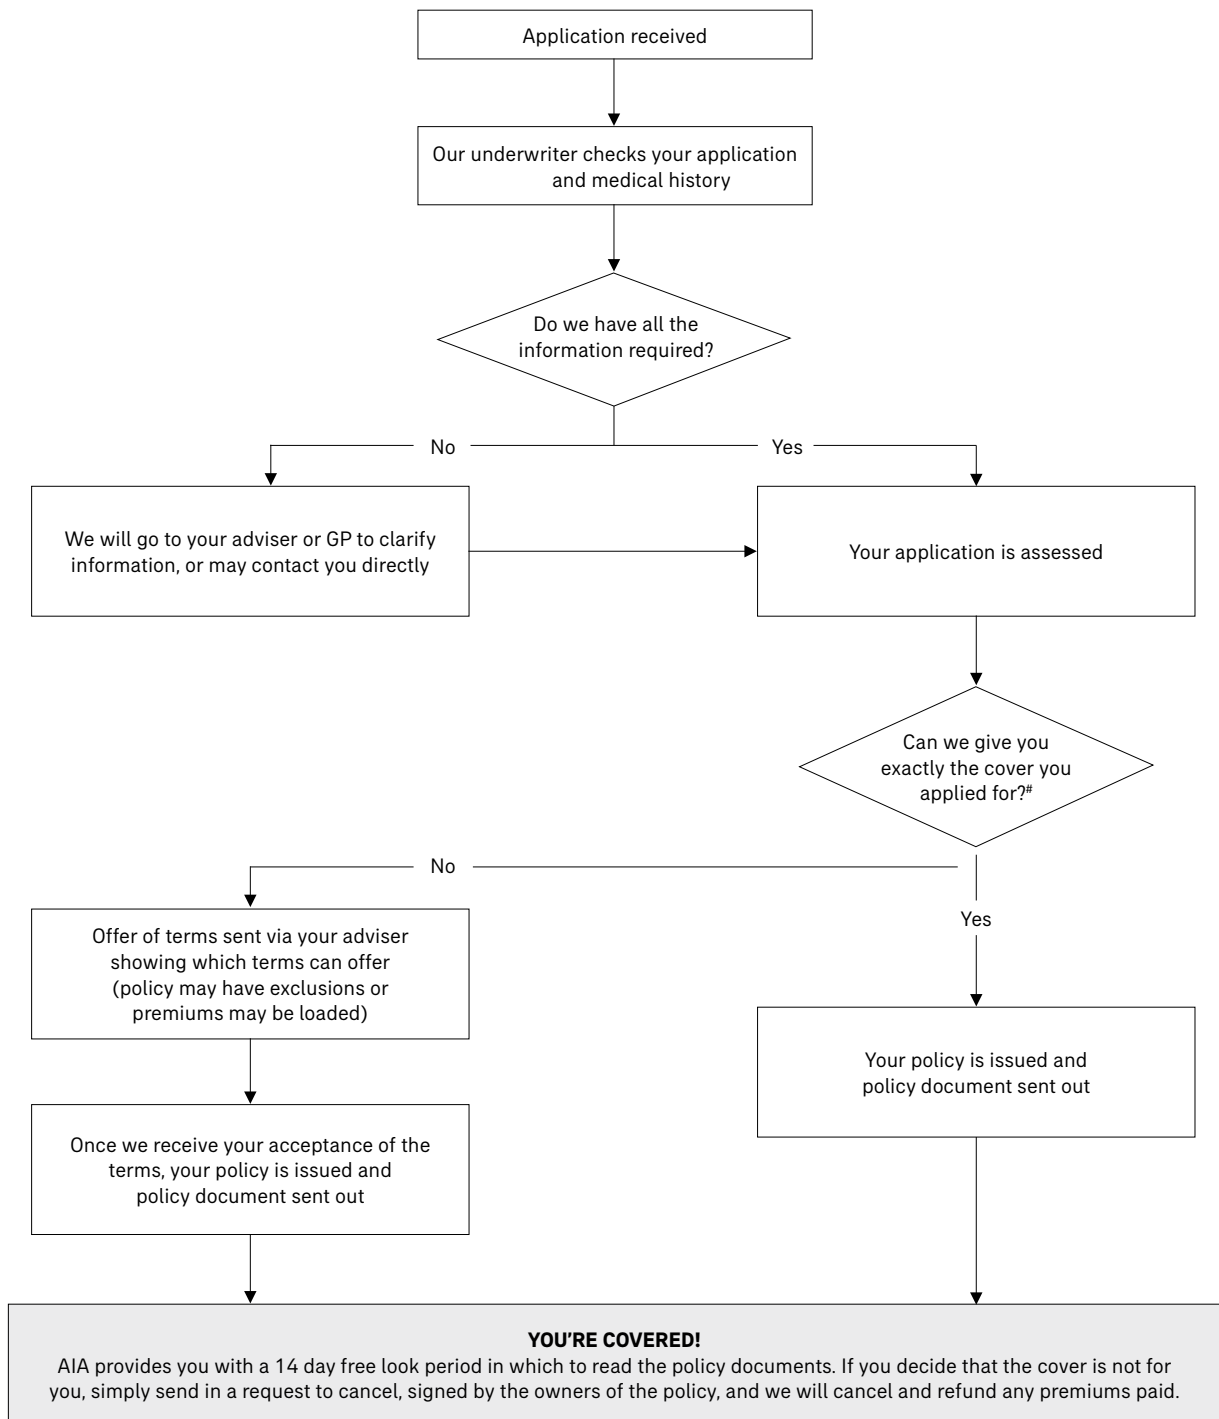 Application received
Our underwriter checks your application
and medical history
Do we have all the
information required?
No
Yes
We will go to your adviser or GP to clarify
information, or may contact you directly
Your application is assessed
Can we give you
exactly the cover you
applied for?#
No
Yes
Offer of terms sent via your adviser
showing which terms can offer
(policy may have exclusions or
premiums may be loaded)
Your policy is issued and
policy document sent out
Once we receive your acceptance of the
terms, your policy is issued and
policy document sent out
YOU'RE COVERED!
AIA provides you with a 14 day free look period in which to read the policy documents. If you decide that the cover is not for
you, simply send in a request to cancel, signed by the owners of the policy, and we will cancel and refund any premiums paid.